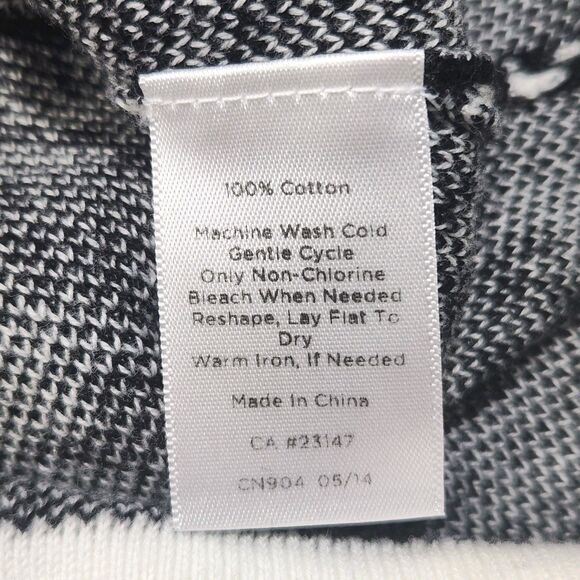 100% Cotton
Machine Wash Cold
Gentle Cycle
Only Non-Chlorine
Bleach When Needed
Reshape, Lay Flat To
Dry
Warm Iron, If Needed
Made In China
CA #23147
CN904 05/14